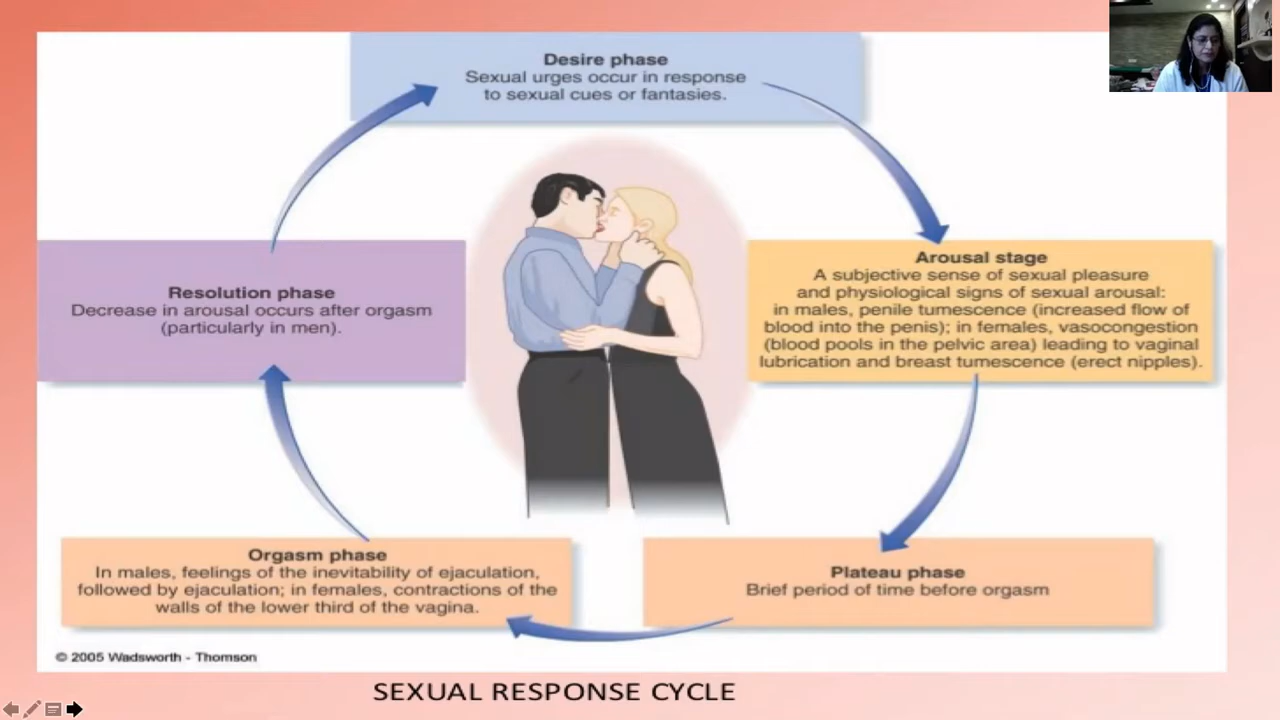 Desire phase
Sexual urges occur in response
to sexual cues or fantasies.
Arousal stage
A subjective sense of sexual pleasure
and physiological signs of sexual arousal:
in males, penile tumescence (increased flow of
blood into the penis); in females, vasocongestion
(blood pools in the pelvic area) leading to vaginal
lubrication and breast tumescence (erect nipples).
Plateau phase
Brief period of time before orgasm
Orgasm phase
In males, feelings of the inevitability of ejaculation,
followed by ejaculation; in females, contractions of the
walls of the lower third of the vagina.
Resolution phase
Decrease in arousal occurs after orgasm
(particularly in men).
© 2005 Wadsworth - Thomson
SEXUAL RESPONSE CYCLE